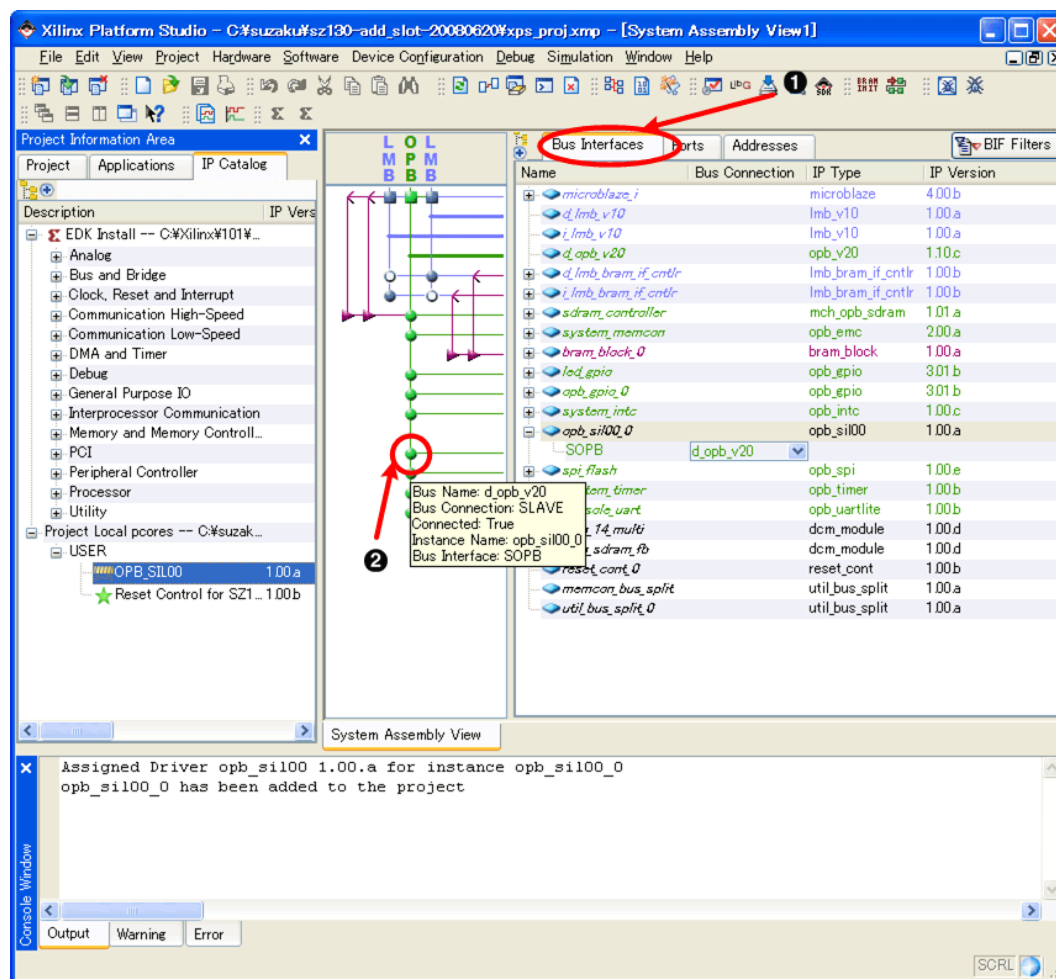 Xilinx Platform Studio - C:¥suzaku¥sz130-add_slot-20080620¥xps_proj.xmp - [System Assembly View1]
File Edit View Project Hardware Software Device Configuration Debug Simulation Window Help
1
Project Information Area
Project Applications IP Catalog
Description IP Vers
EDK Install -- C:¥Xilinx¥101¥...
Analog
Bus and Bridge
Clock, Reset and Interrupt
Communication High-Speed
Communication Low-Speed
DMA and Timer
Debug
General Purpose IO
Interprocessor Communication
Memory and Memory Controll...
PCI
Peripheral Controller
Processor
Utility
Project Local pcores -- C:¥suzak...
USER
OPB_SIL00 1.00.a
Reset Control for SZ1... 1.00.b
LMB OPB LMB
Bus Interfaces Ports Addresses BIF Filters
Name Bus Connection IP Type IP Version
microblaze_i microblaze 4.00.b
d_lmb_v10 lmb_v10 1.00.a
i_lmb_v10 lmb_v10 1.00.a
d_opb_v20 opb_v20 1.10.c
d_lmb_bram_if_cntlr lmb_bram_if_cntlr 1.00.b
i_lmb_bram_if_cntlr lmb_bram_if_cntlr 1.00.b
sdram_controller mch_opb_sdram 1.01.a
system_memcon opb_emc 2.00.a
bram_block_0 bram_block 1.00.a
led_gpio opb_gpio 3.01.b
opb_gpio_0 opb_gpio 3.01.b
system_intc opb_intc 1.00.c
opb_sil00_0 opb_sil00 1.00.a
SOPB d_opb_v20
spi_flash opb_spi 1.00.e
tem_timer opb_timer 1.00.b
sole_uart opb_uartlite 1.00.b
_14_multi dcm_module 1.00.d
_sdram_fb dcm_module 1.00.d
reset_cont_0 reset_cont 1.00.b
memcon_bus_split util_bus_split 1.00.a
util_bus_split_0 util_bus_split 1.00.a
Bus Name: d_opb_v20
Bus Connection: SLAVE
Connected: True
Instance Name: opb_sil00_0
Bus Interface: SOPB
2
System Assembly View
Assigned Driver opb_sil00 1.00.a for instance opb_sil00_0
opb_sil00_0 has been added to the project
Console Window
Output Warning Error
SCRL